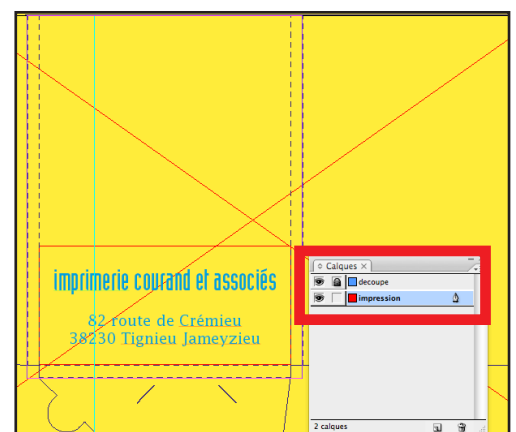 imprimerie courand et associés
82 route de Crémieu
38230 Tignieu Jameyzieu
Calques
decoupe
impression
2 calques